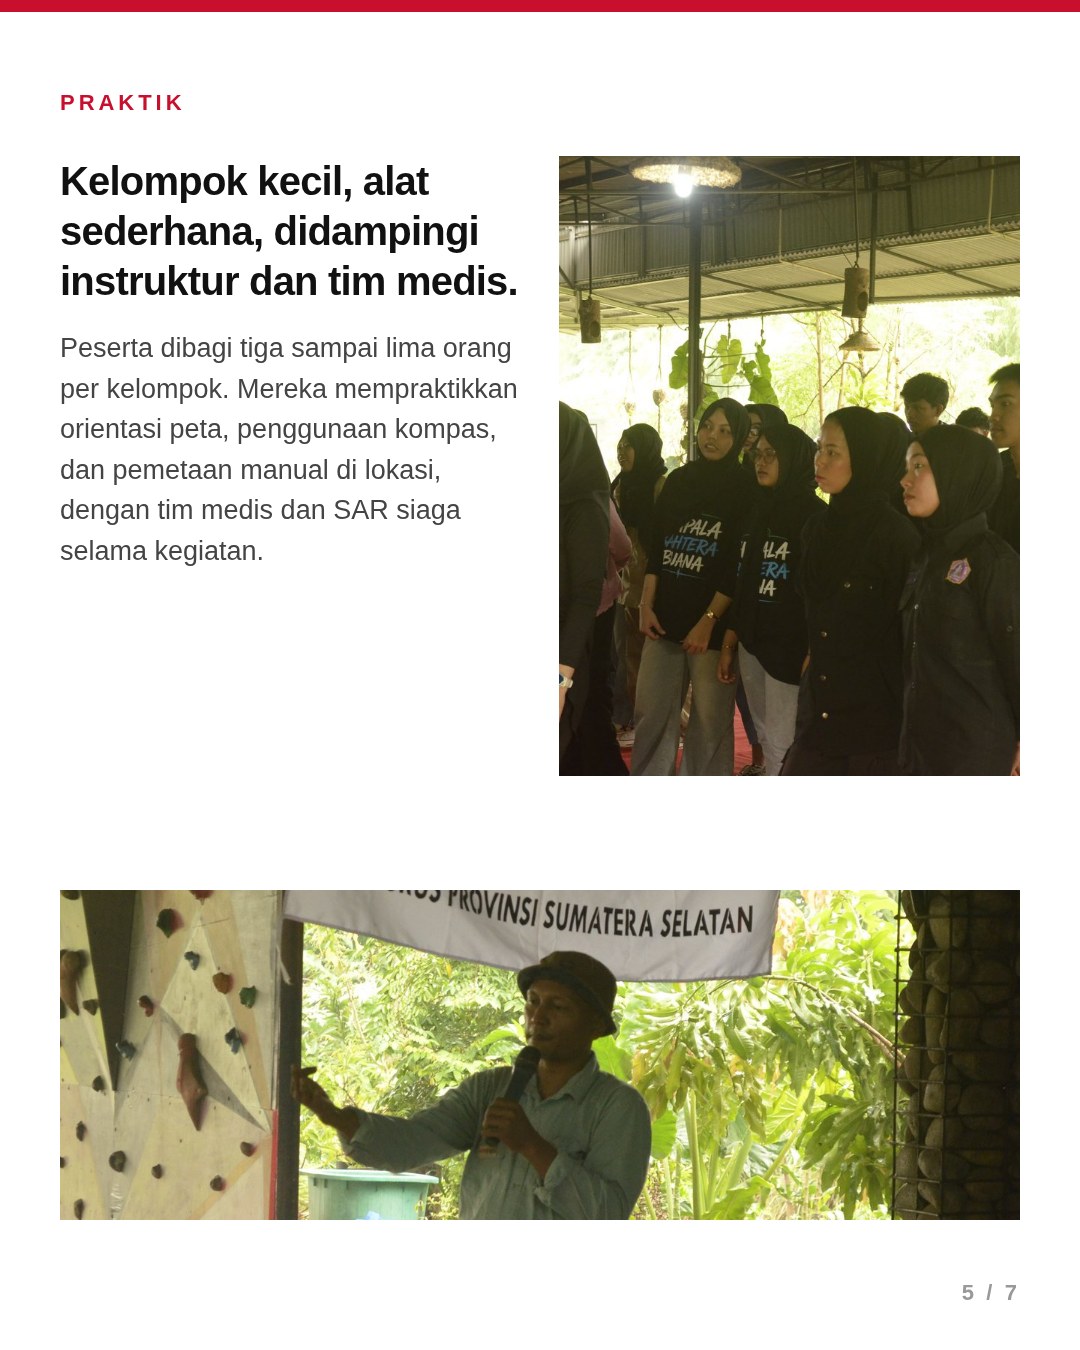 PRAKTIK
Kelompok kecil, alat
sederhana, didampingi
instruktur dan tim medis.
Peserta dibagi tiga sampai lima orang
per kelompok. Mereka mempraktikkan
orientasi peta, penggunaan kompas,
dan pemetaan manual di lokasi,
dengan tim medis dan SAR siaga
selama kegiatan.
PROVINSI SUMATERA SELATAN
5 / 7